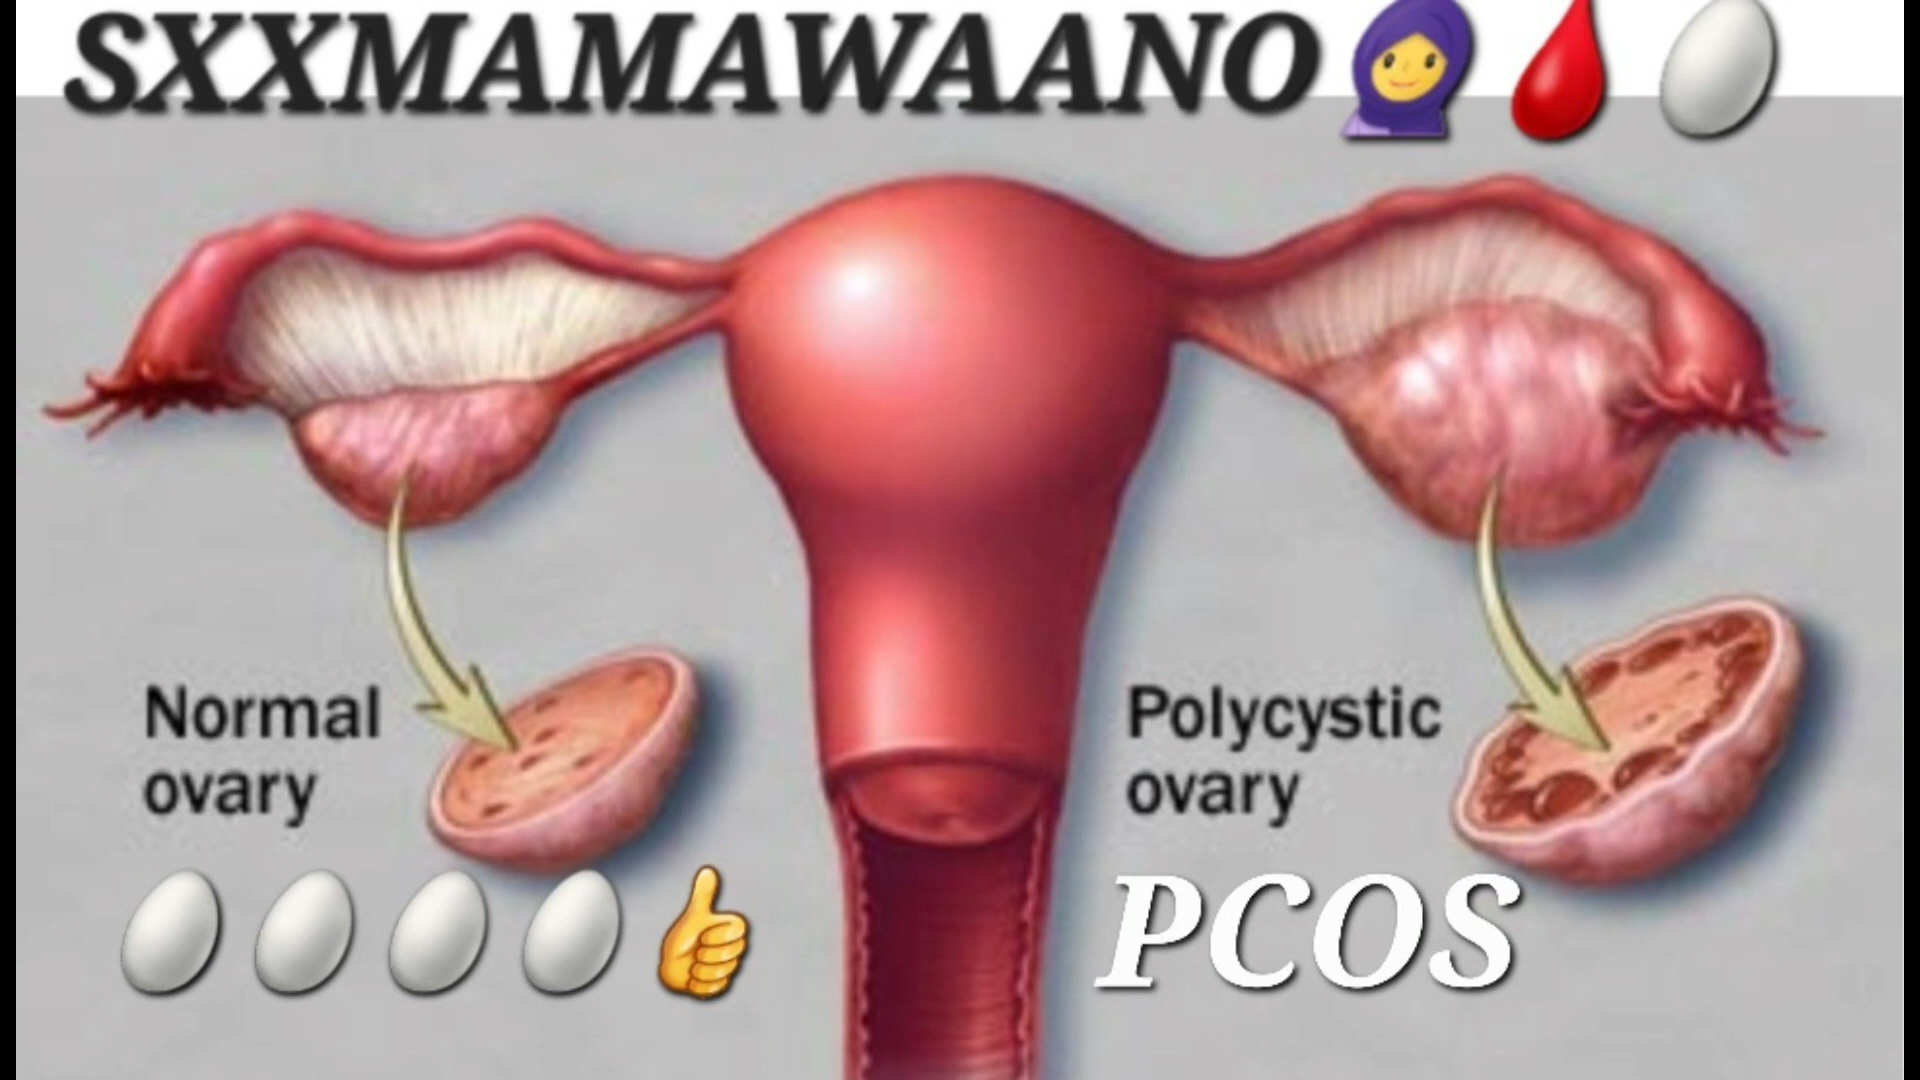 SXXMAMAWAANO
Normal
ovary
Polycystic
ovary
PCOS